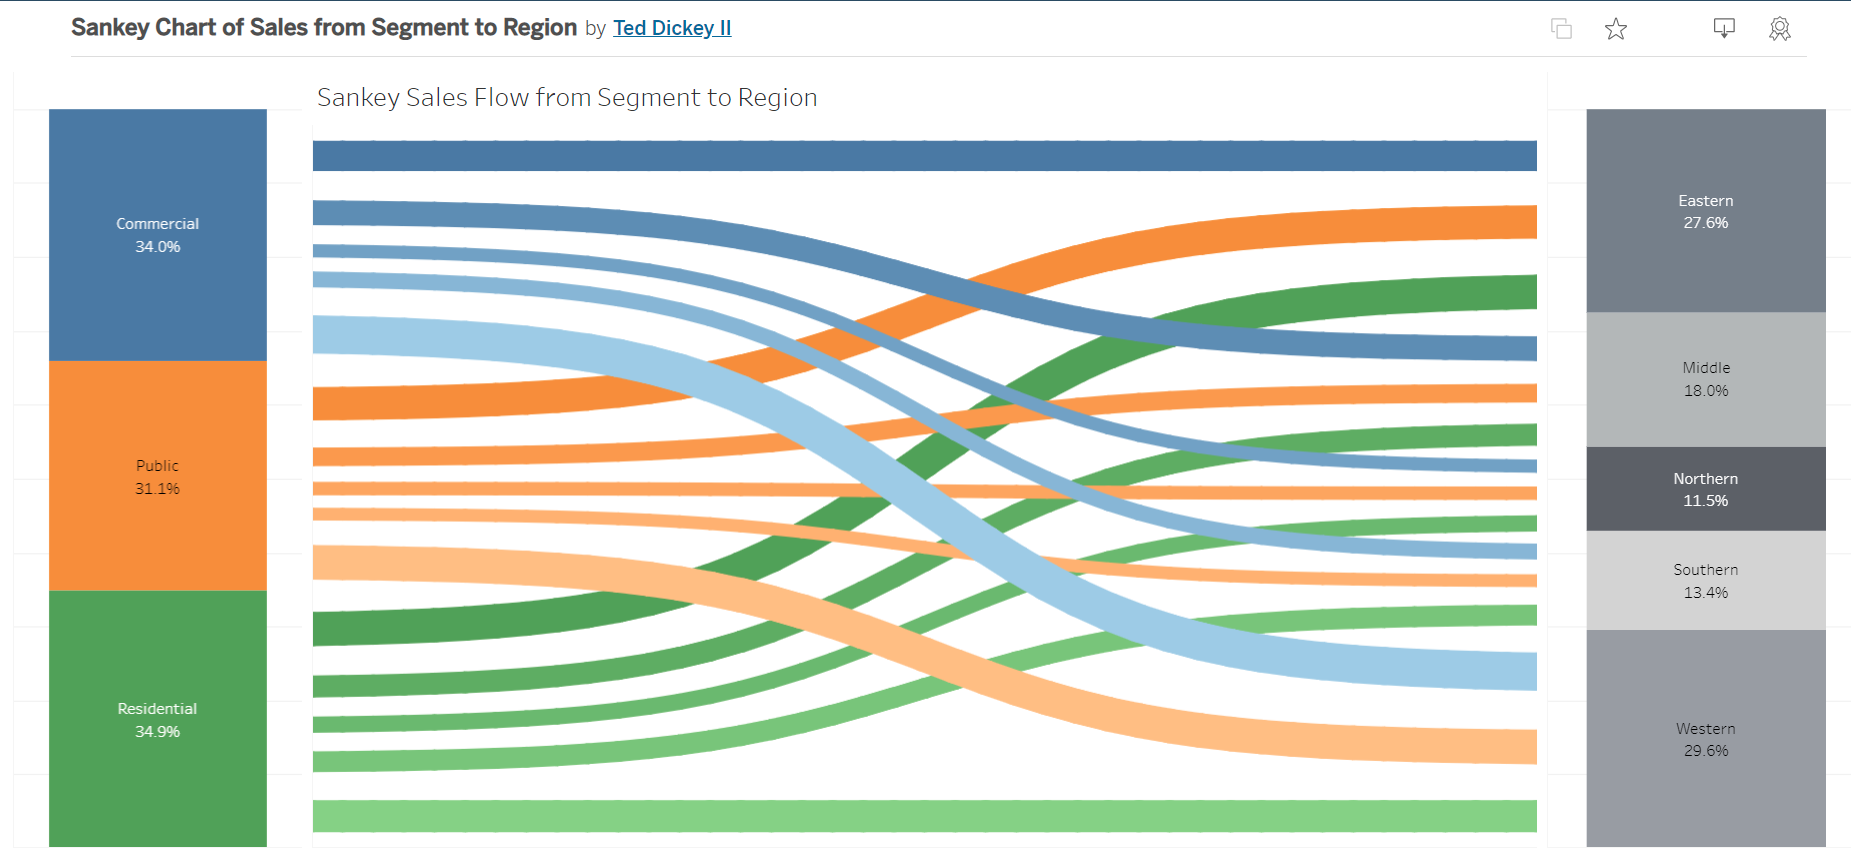 Sankey Chart of Sales from Segment to Region by Ted Dickey II
Sankey Sales Flow from Segment to Region
Commercial
34.0%
Public
31.1%
Residential
34.9%
Eastern
27.6%
Middle
18.0%
Northern
11.5%
Southern
13.4%
Western
29.6%